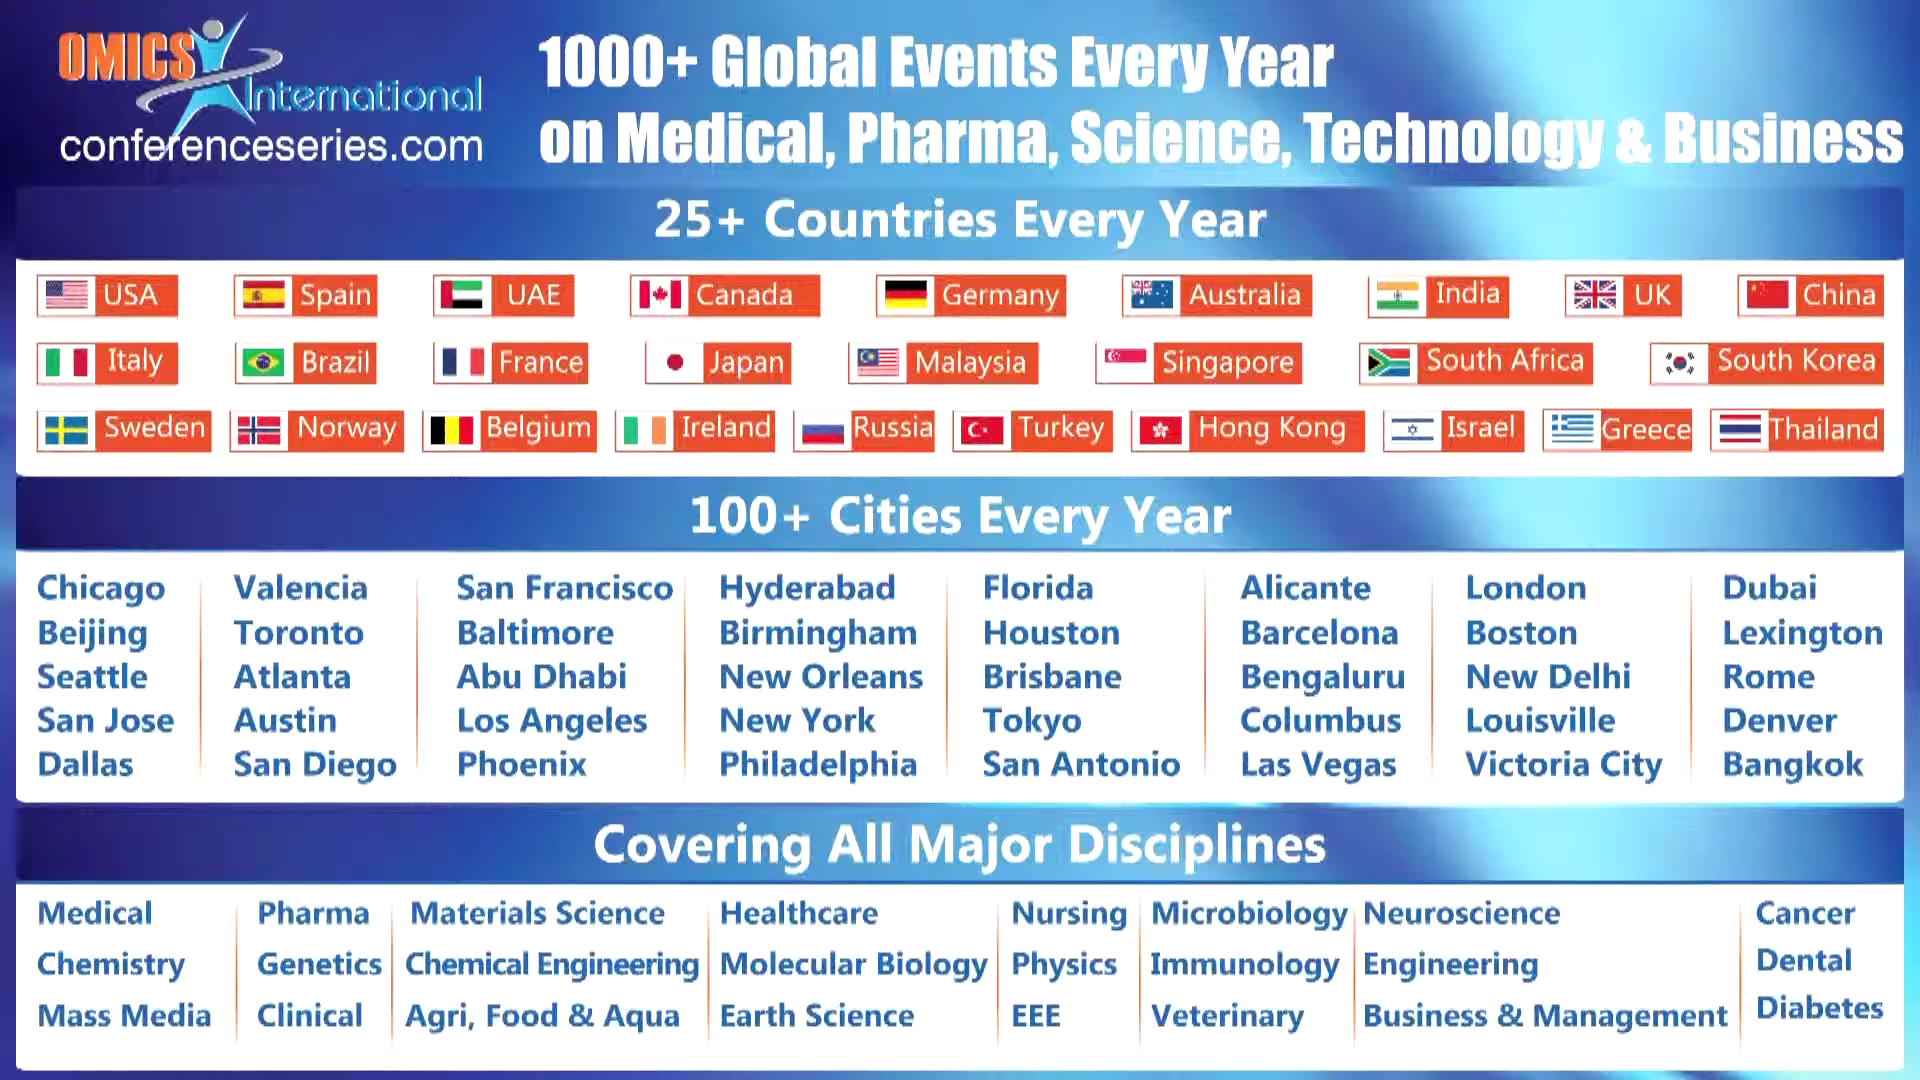 OMICS International
conferenceseries.com
1000+ Global Events Every Year
on Medical, Pharma, Science, Technology & Business
25+ Countries Every Year
USA Spain UAE Canada Germany Australia India UK China
Italy Brazil France Japan Malaysia Singapore South Africa South Korea
Sweden Norway Belgium Ireland Russia Turkey Hong Kong Israel Greece Thailand
100+ Cities Every Year
Chicago Valencia San Francisco Hyderabad Florida Alicante London Dubai
Beijing Toronto Baltimore Birmingham Houston Barcelona Boston Lexington
Seattle Atlanta Abu Dhabi New Orleans Brisbane Bengaluru New Delhi Rome
San Jose Austin Los Angeles New York Tokyo Columbus Louisville Denver
Dallas San Diego Phoenix Philadelphia San Antonio Las Vegas Victoria City Bangkok
Covering All Major Disciplines
Medical Pharma Materials Science Healthcare Nursing Microbiology Neuroscience Cancer
Chemistry Genetics Chemical Engineering Molecular Biology Physics Immunology Engineering Dental
Mass Media Clinical Agri, Food & Aqua Earth Science EEE Veterinary Business & Management Diabetes